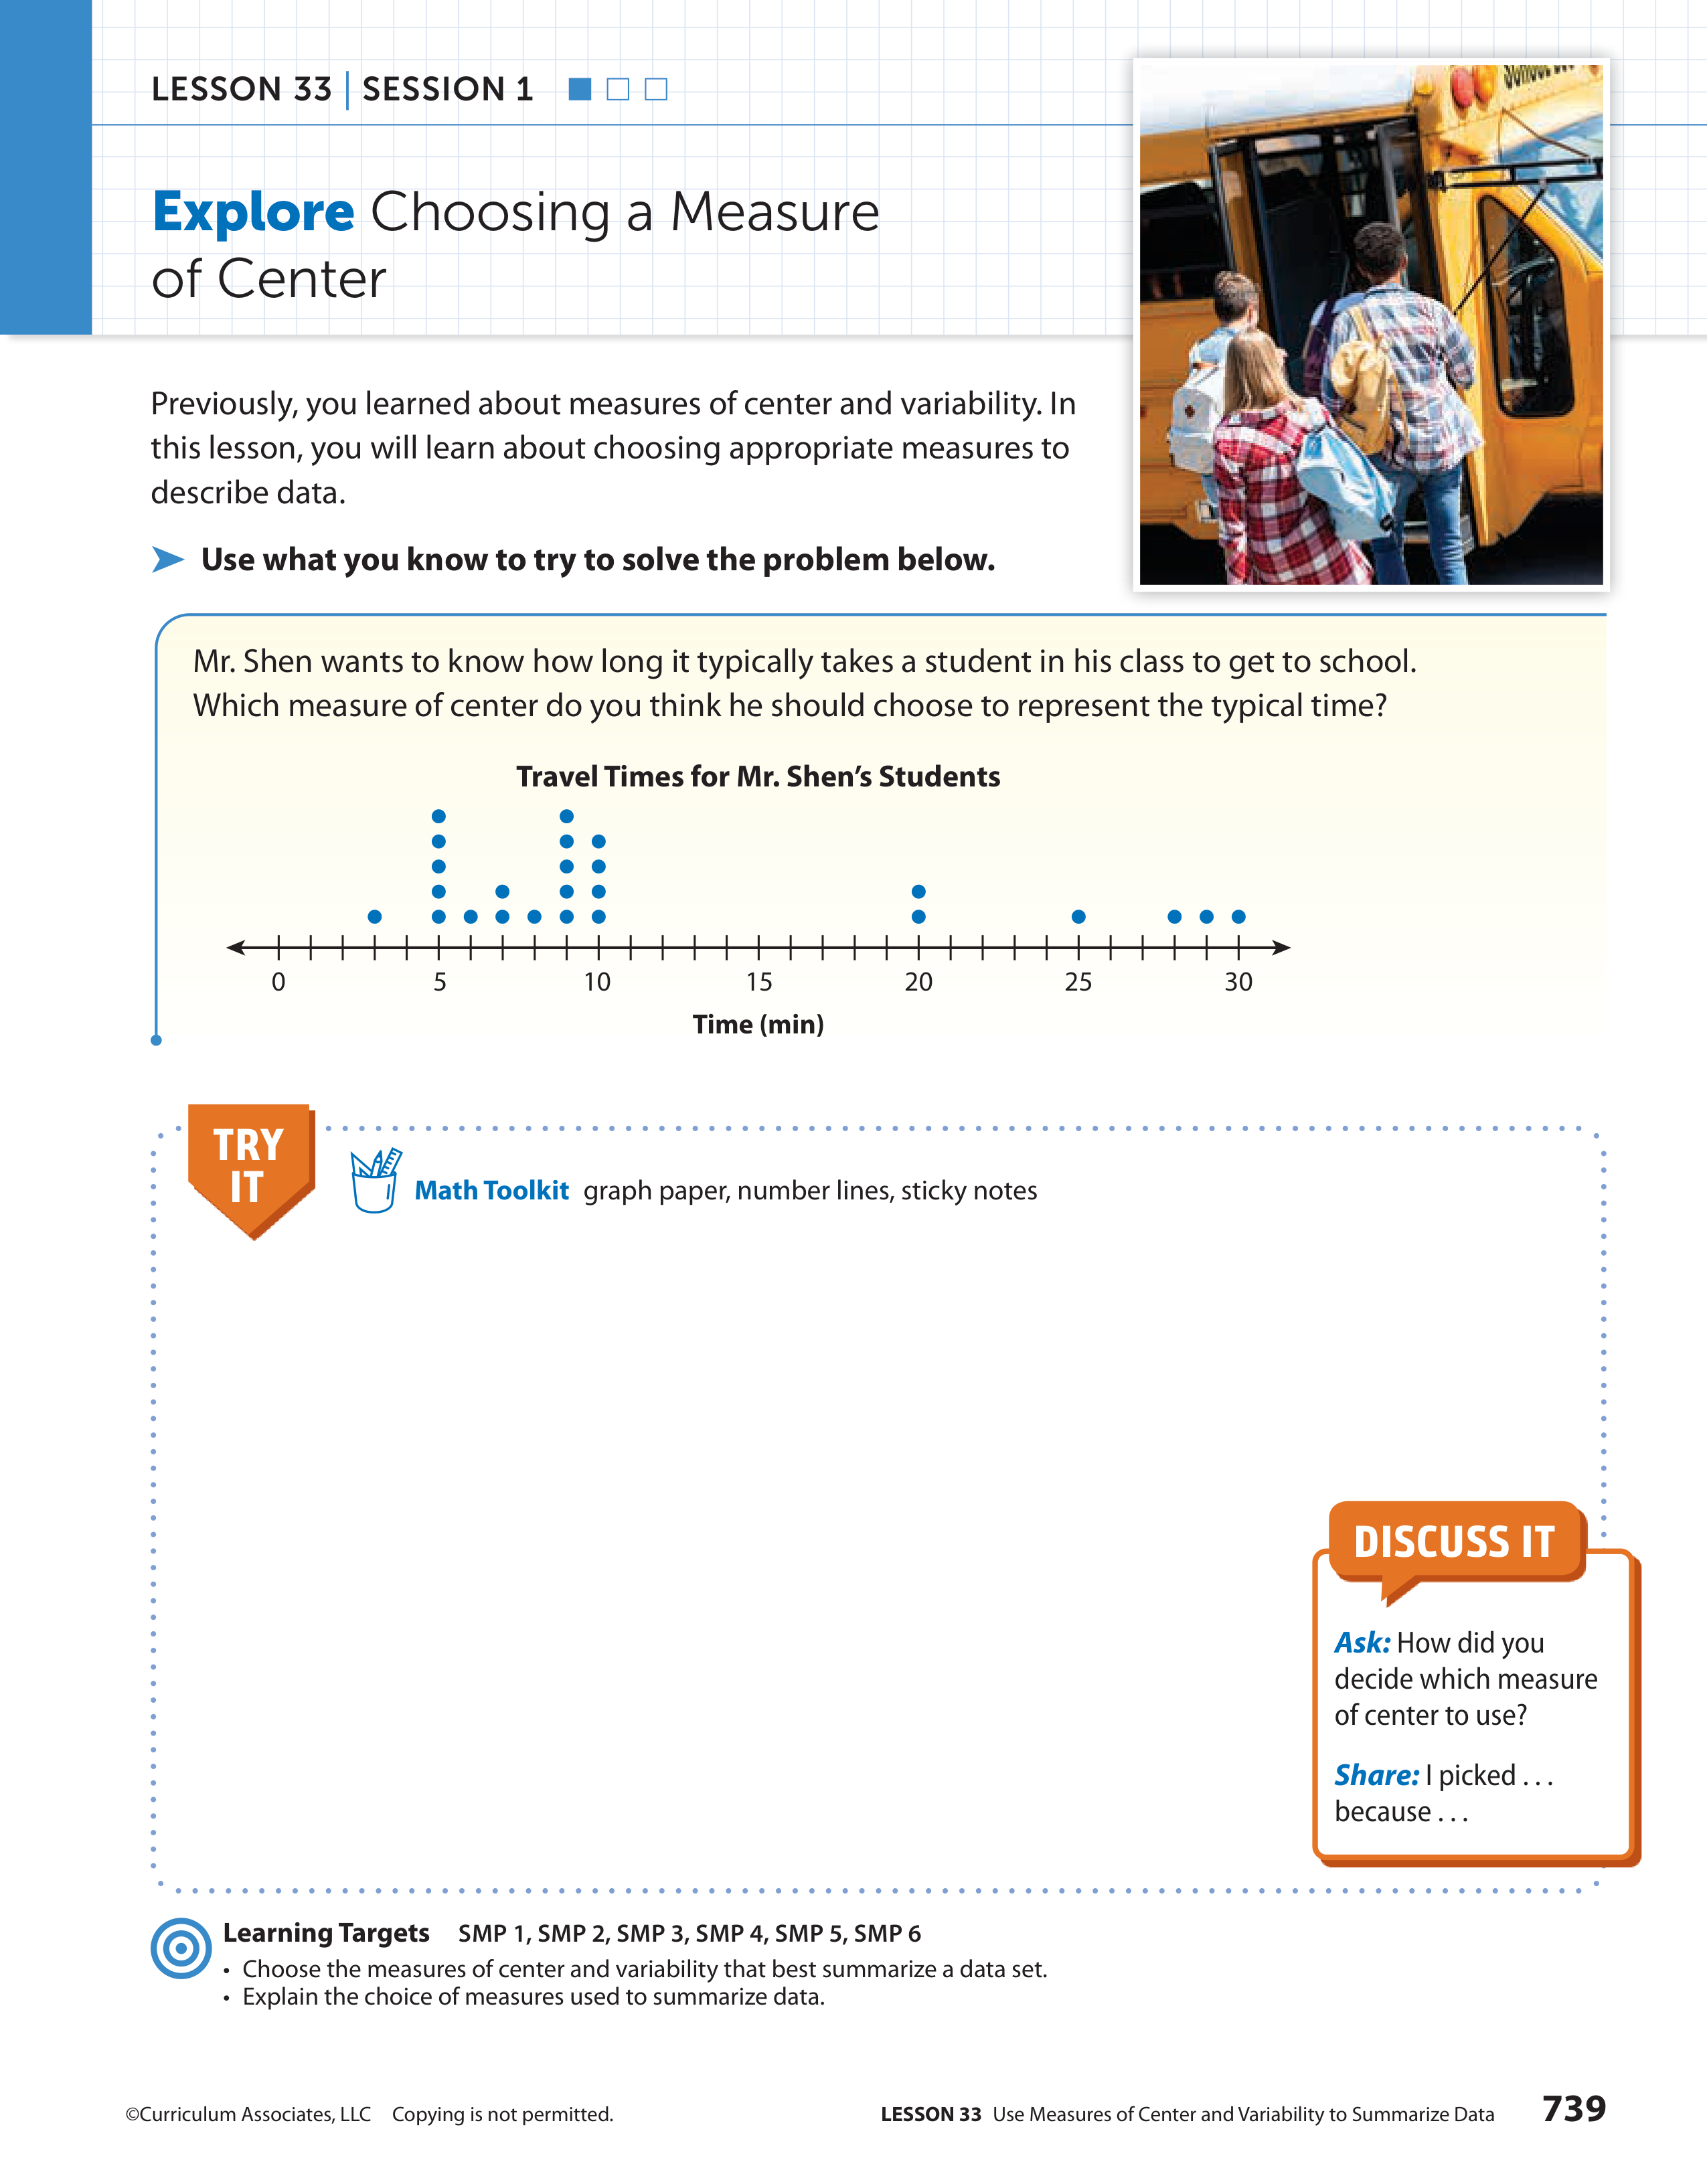 LESSON 33 | SESSION 1
Explore Choosing a Measure
of Center
Previously, you learned about measures of center and variability. In
this lesson, you will learn about choosing appropriate measures to
describe data.
Use what you know to try to solve the problem below.
Mr. Shen wants to know how long it typically takes a student in his class to get to school.
Which measure of center do you think he should choose to represent the typical time?
Travel Times for Mr. Shen’s Students
0 5 10 15 20 25 30
Time (min)
TRY
IT
Math Toolkit graph paper, number lines, sticky notes
DISCUSS IT
Ask: How did you
decide which measure
of center to use?
Share: I picked . . .
because . . .
Learning Targets SMP 1, SMP 2, SMP 3, SMP 4, SMP 5, SMP 6
• Choose the measures of center and variability that best summarize a data set.
• Explain the choice of measures used to summarize data.
©Curriculum Associates, LLC Copying is not permitted.
LESSON 33 Use Measures of Center and Variability to Summarize Data 739